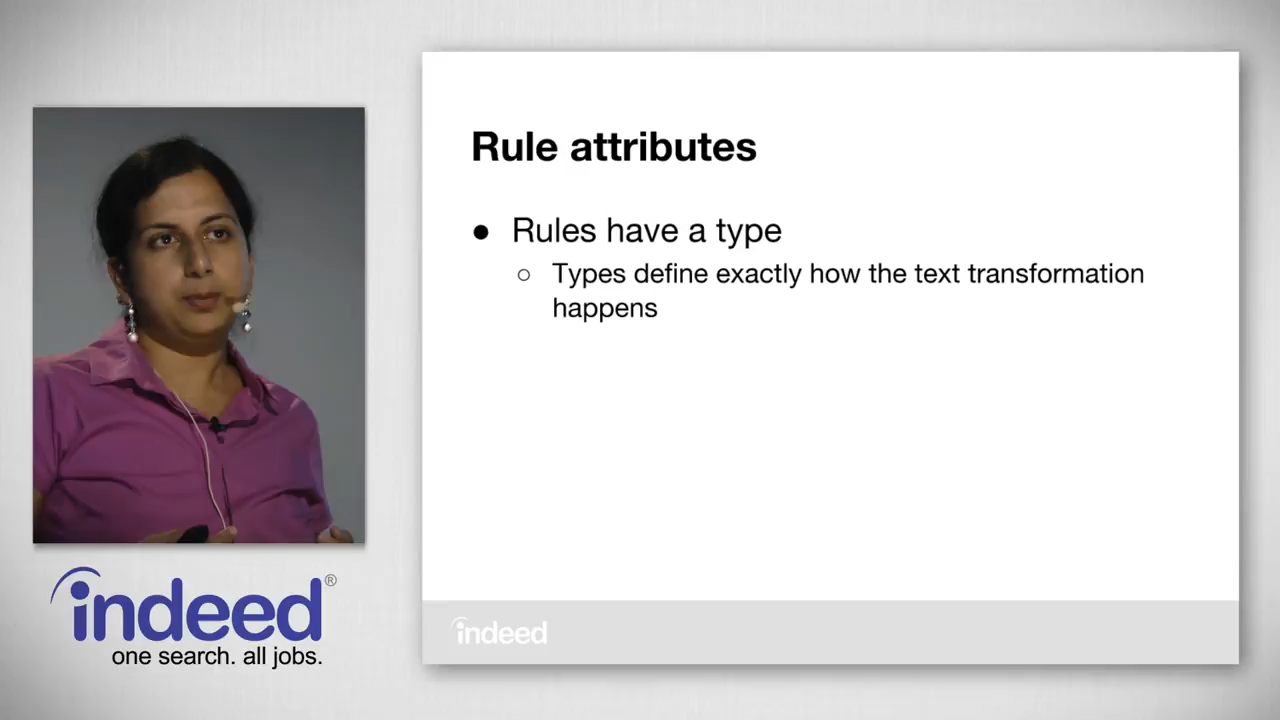 Rule attributes
● Rules have a type
○ Types define exactly how the text transformation
happens
indeed®
one search. all jobs.
indeed